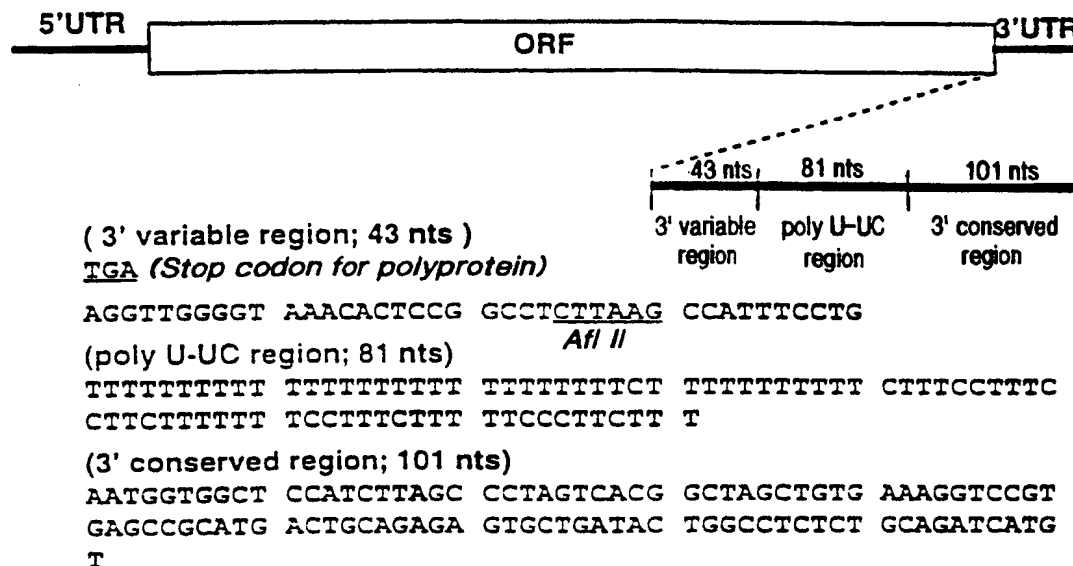 5'UTR
ORF
3'UTR
43 nts
81 nts
101 nts
3' variable region
poly U-UC region
3' conserved region
( 3' variable region; 43 nts )
TGA (Stop codon for polyprotein)
AGGTTGGGGT AAACACTCCG GCCTCTTAAG CCATTTCCTG
Afl II
(poly U-UC region; 81 nts)
TTTTTTTTTT TTTTTTTTTT TTTTTTTTCT TTTTTTTTTT CTTTCCTTTC
CTTCTTTTTT TCCTTTCTTT TTCCCTTCTT T
(3' conserved region; 101 nts)
AATGGTGGCT CCATCTTAGC CCTAGTCACG GCTAGCTGTG AAAGGTCCGT
GAGCCGCATG ACTGCAGAGA GTGCTGATAC TGGCCTCTCT GCAGATCATG
T